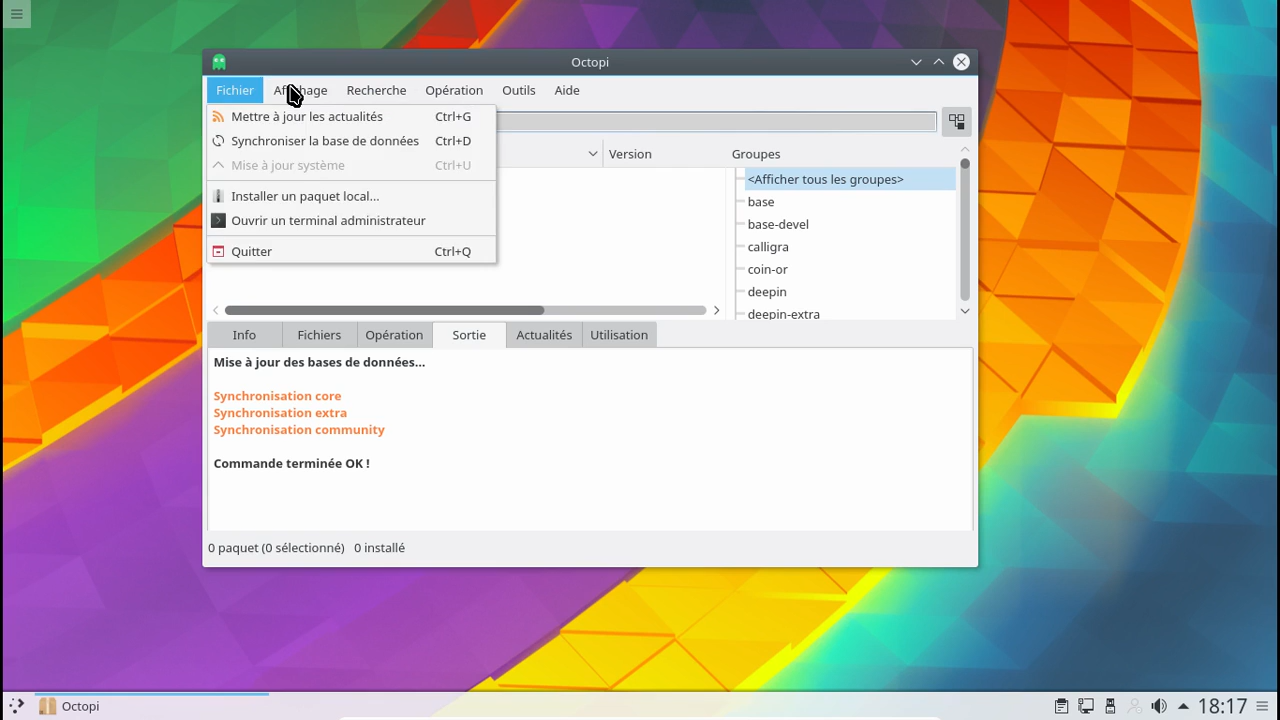 Octopi
Fichier Affichage Recherche Opération Outils Aide
Mettre à jour les actualités Ctrl+G
Synchroniser la base de données Ctrl+D
Mise à jour système Ctrl+U
Installer un paquet local...
Ouvrir un terminal administrateur
Quitter Ctrl+Q
Version
Groupes
<Afficher tous les groupes>
base
base-devel
calligra
coin-or
deepin
deepin-extra
Info Fichiers Opération Sortie Actualités Utilisation
Mise à jour des bases de données...
Synchronisation core
Synchronisation extra
Synchronisation community
Commande terminée OK !
0 paquet (0 sélectionné) 0 installé
Octopi
18:17